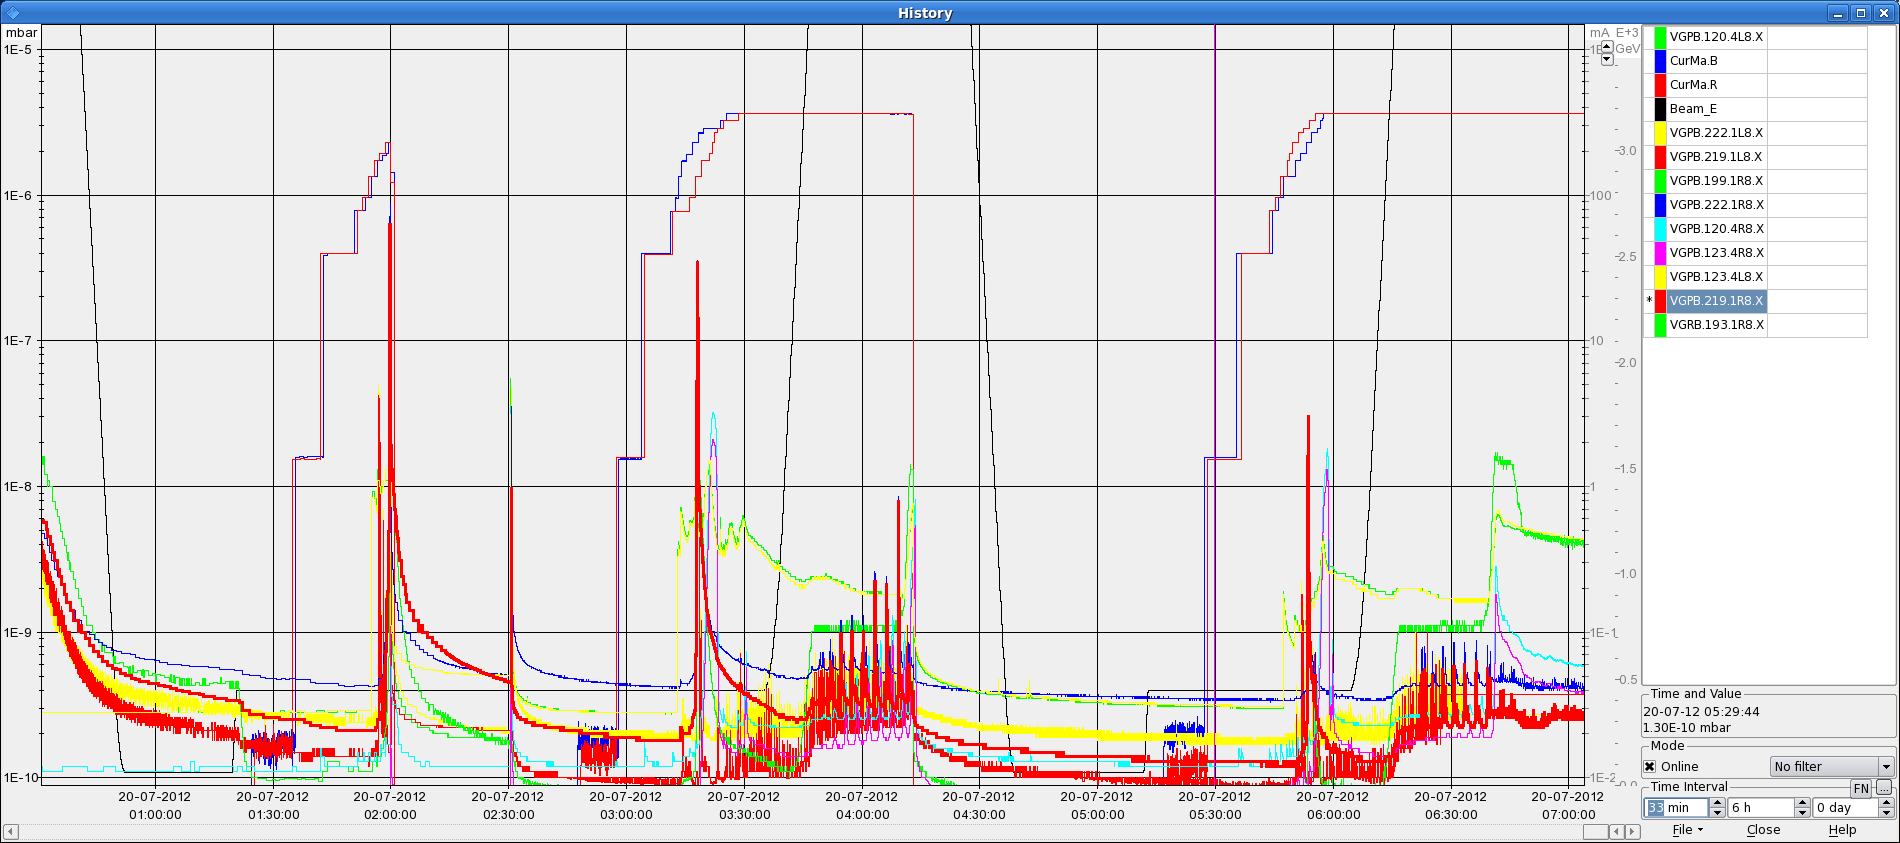 History
mbar
1E-5
1E-6
1E-7
1E-8
1E-9
1E-10
mA E+3
GeV
-3.0
100
-2.5
10
-2.0
-1.5
1
-1.0
1E-1
-0.5
1E-2
20-07-2012 20-07-2012 20-07-2012 20-07-2012 20-07-2012 20-07-2012 20-07-2012 20-07-2012 20-07-2012 20-07-2012 20-07-2012 20-07-2012 20-07-2012
01:00:00 01:30:00 02:00:00 02:30:00 03:00:00 03:30:00 04:00:00 04:30:00 05:00:00 05:30:00 06:00:00 06:30:00 07:00:00
VGPB.120.4L8.X
CurMa.B
CurMa.R
Beam_E
VGPB.222.1L8.X
VGPB.219.1L8.X
VGPB.199.1R8.X
VGPB.222.1R8.X
VGPB.120.4R8.X
VGPB.123.4R8.X
VGPB.123.4L8.X
* VGPB.219.1R8.X
VGRB.193.1R8.X
Time and Value
20-07-12 05:29:44
1.30E-10 mbar
Mode
Online No filter
Time Interval FN ...
33 min 6 h 0 day
File Close Help